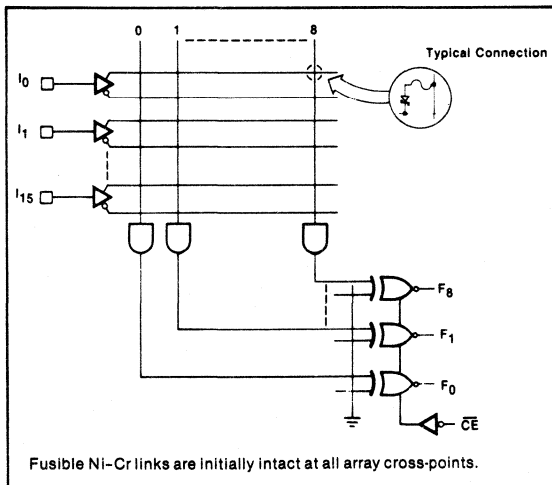 0 1 8
Typical Connection
I0
I1
I15
F8
F1
F0
CE
Fusible Ni-Cr links are initially intact at all array cross-points.